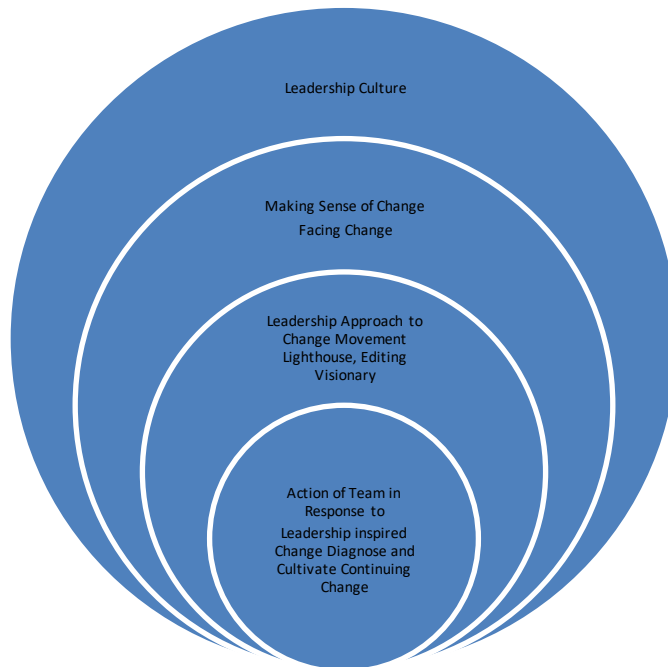 Leadership Culture
Making Sense of Change
Facing Change
Leadership Approach to
Change Movement
Lighthouse, Editing
Visionary
Action of Team in
Response to
Leadership inspired
Change Diagnose and
Cultivate Continuing
Change